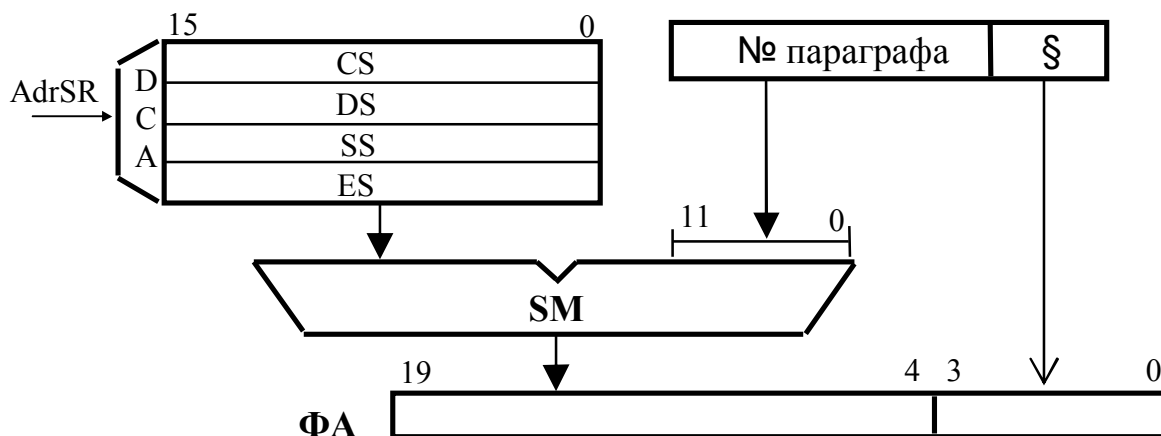 15 0
№ параграфа §
AdrSR
D
C
A
CS
DS
SS
ES
11 0
SM
19 4 3 0
ФА